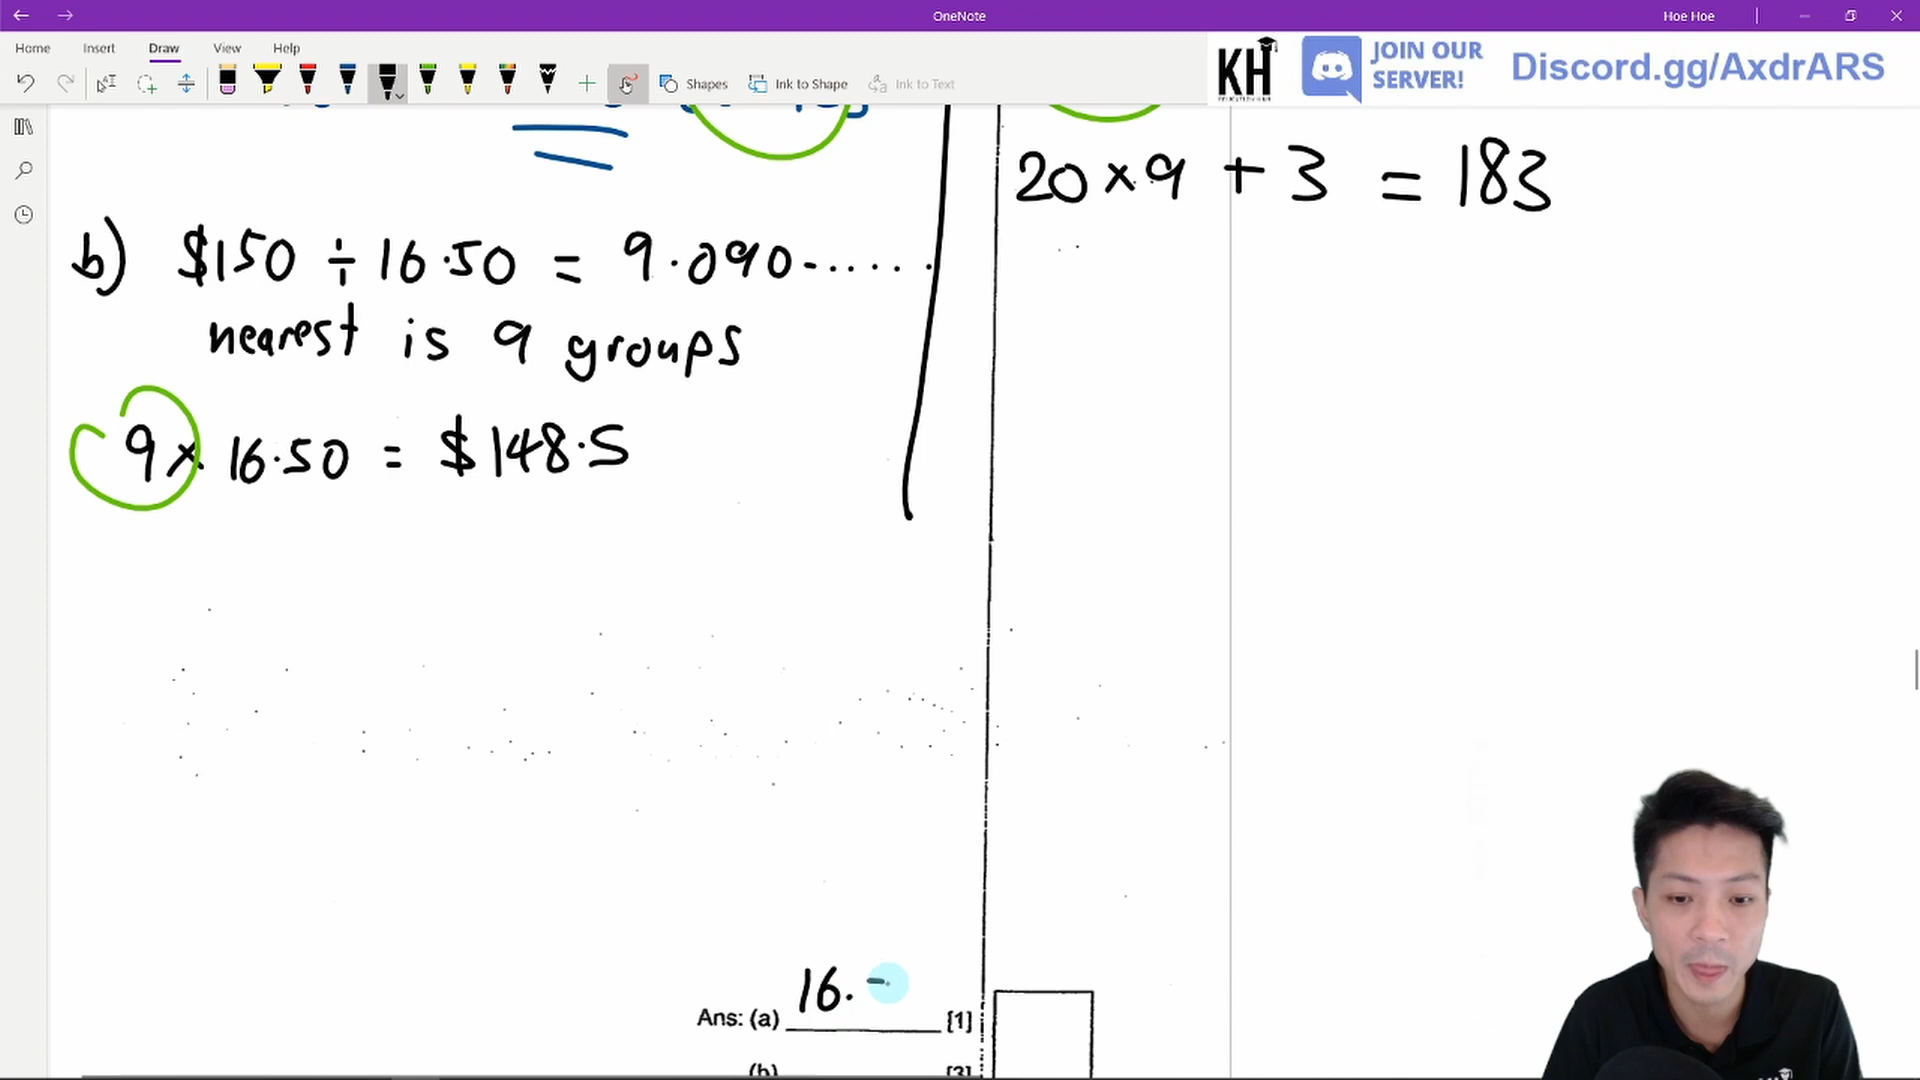 OneNote
Hoe Hoe
Home Insert Draw View Help
Shapes Ink to Shape Ink to Text
KH
JOIN OUR SERVER!
Discord.gg/AxdrARS
20 × 9 + 3 = 183
b) $150 ÷ 16.50 = 9.090-.....
nearest is 9 groups
9 × 16.50 = $148.5
16.
Ans: (a) [1]
(b) [3]